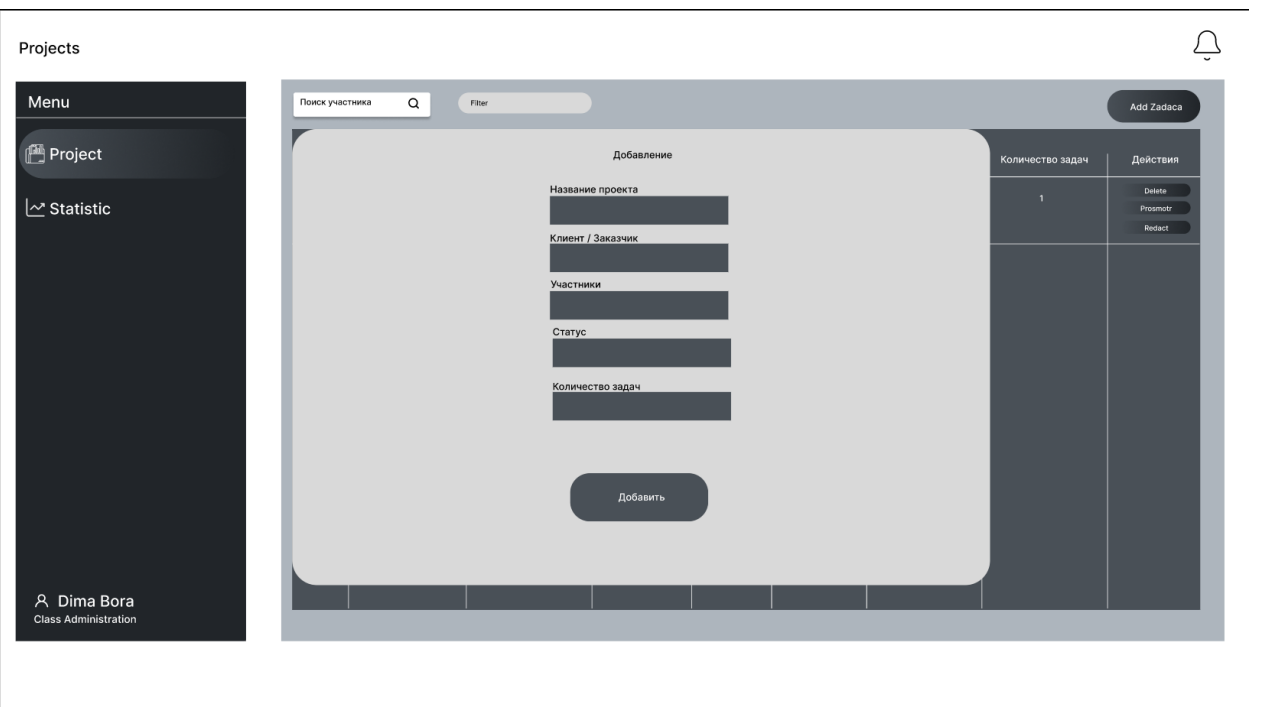 Projects
Menu
Project
Statistic
Dima Bora
Class Administration
Поиск участника
Filter
Add Zadaca
Добавление
Название проекта
Клиент / Заказчик
Участники
Статус
Количество задач
Добавить
Количество задач
Действия
1
Delete
Prosmotr
Redact